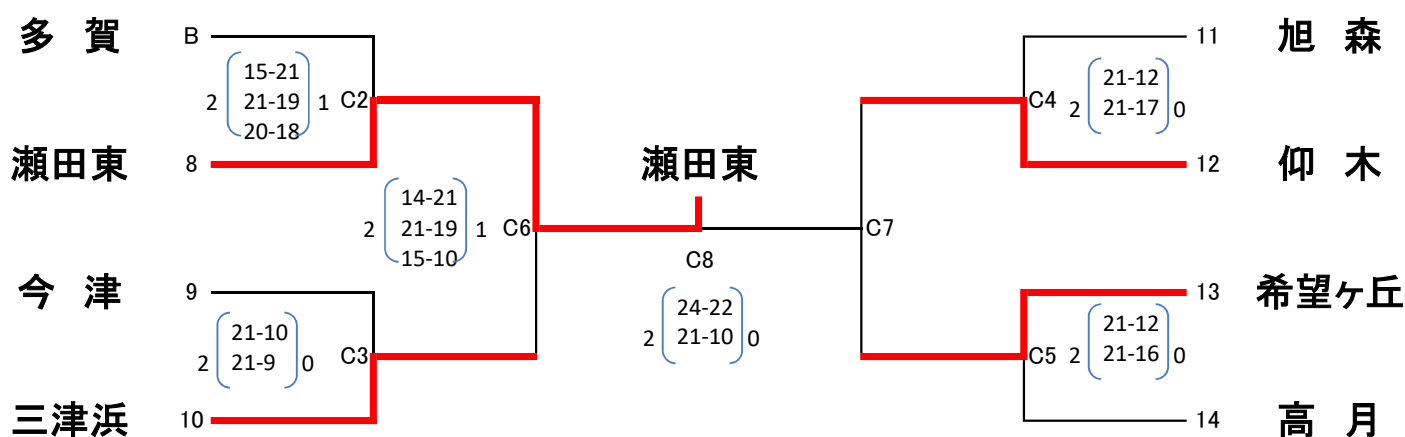 多　賀 B 11 旭　森
2 15-21 21-19 20-18 1 C2
C4 2 21-12 21-17 0
瀬田東 8 瀬田東 12 仰　木
2 14-21 21-19 15-10 1 C6
C7
C8
今　津 9 13 希望ヶ丘
2 24-22 21-10 0
2 21-10 21-9 0 C3
C5 2 21-12 21-16 0
三津浜 10 14 高　月